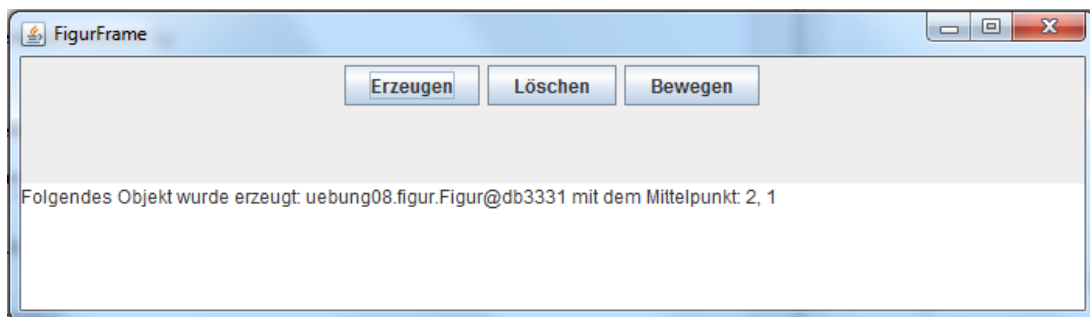 FigurFrame
Erzeugen Löschen Bewegen
Folgendes Objekt wurde erzeugt: uebung08.figur.Figur@db3331 mit dem Mittelpunkt: 2, 1